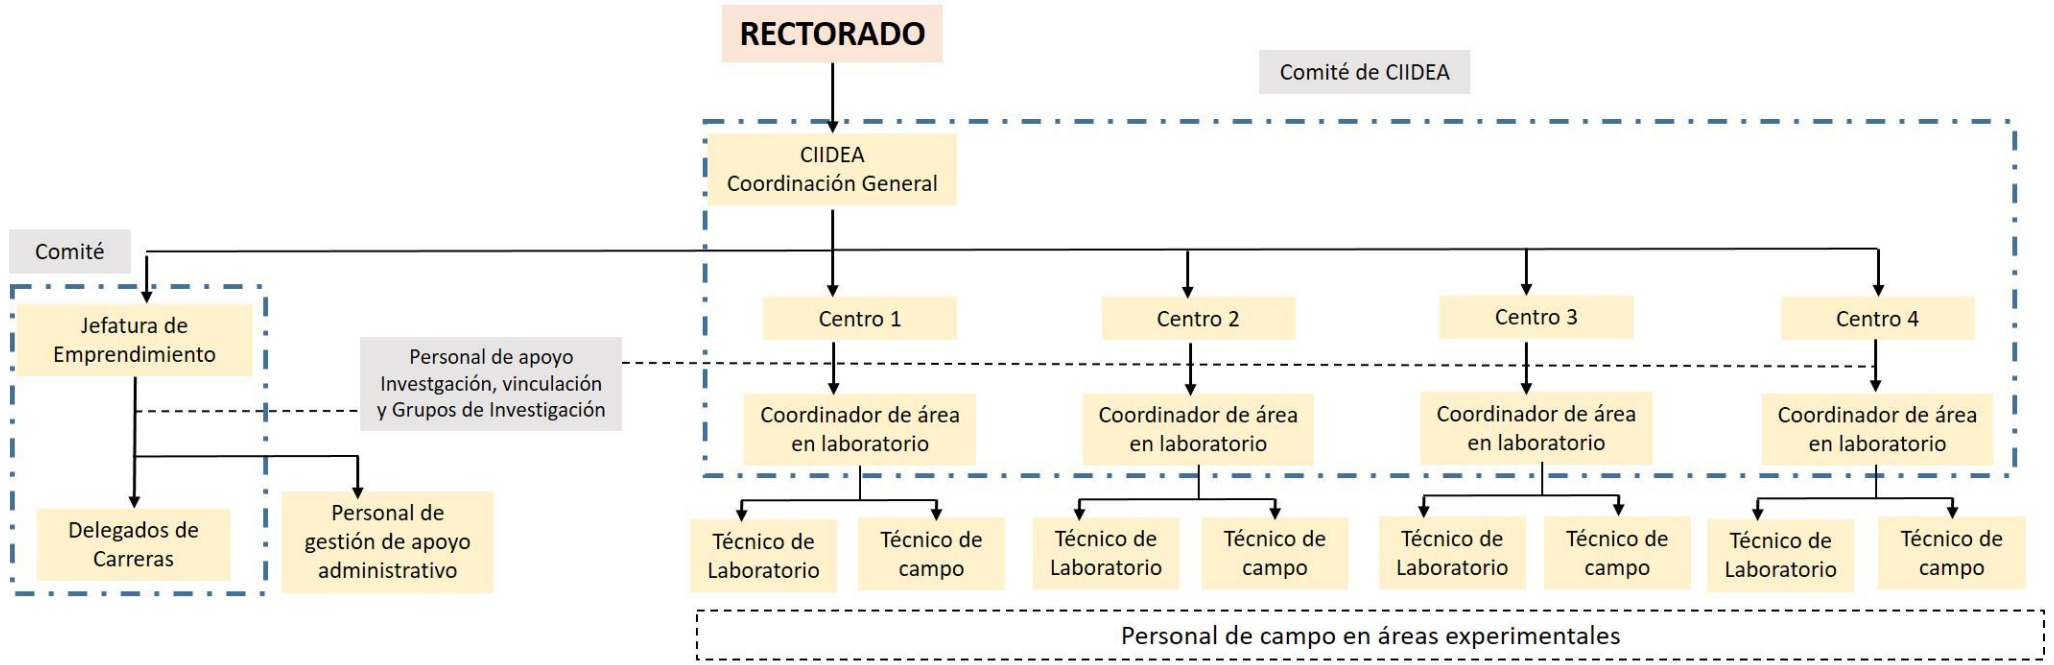 RECTORADO
Comité de CIIDEA
CIIDEA
Coordinación General
Comité
Jefatura de
Emprendimiento
Centro 1
Centro 2
Centro 3
Centro 4
Personal de apoyo
Investgación, vinculación
y Grupos de Investigación
Coordinador de área
en laboratorio
Coordinador de área
en laboratorio
Coordinador de área
en laboratorio
Coordinador de área
en laboratorio
Delegados de
Carreras
Personal de
gestión de apoyo
administrativo
Técnico de
Laboratorio
Técnico de
campo
Técnico de
Laboratorio
Técnico de
campo
Técnico de
Laboratorio
Técnico de
campo
Técnico de
Laboratorio
Técnico de
campo
Personal de campo en áreas experimentales